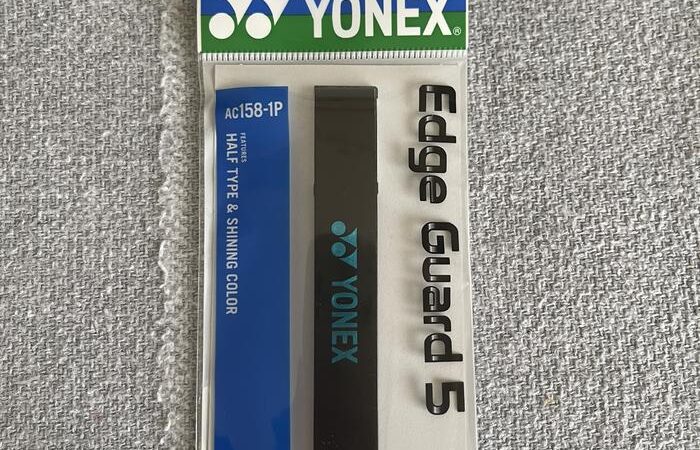 YONEX®
AC158-1P
FEATURES
HALF TYPE & SHINING COLOR
YONEX
Edge Guard 5